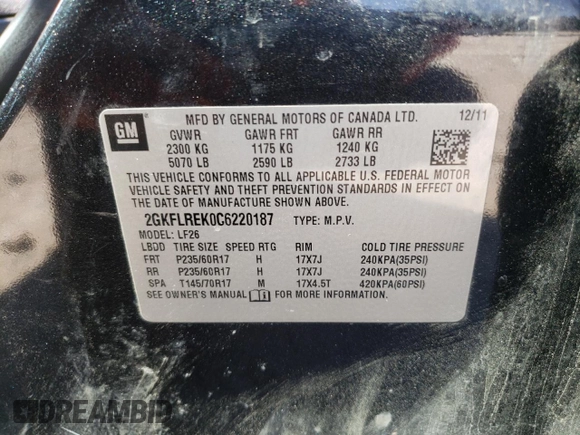 GM
MFD BY GENERAL MOTORS OF CANADA LTD. 12/11
GVWR GAWR FRT GAWR RR
2300 KG 1175 KG 1240 KG
5070 LB 2590 LB 2733 LB
THIS VEHICLE CONFORMS TO ALL APPLICABLE U.S. FEDERAL MOTOR
VEHICLE SAFETY AND THEFT PREVENTION STANDARDS IN EFFECT ON
THE DATE OF MANUFACTURE SHOWN ABOVE.
2GKFLREK0C6220187 TYPE: M.P.V.
MODEL: LF26
LBDD TIRE SIZE SPEED RTG RIM COLD TIRE PRESSURE
FRT P235/60R17 H 17X7J 240KPA(35PSI)
RR P235/60R17 H 17X7J 240KPA(35PSI)
SPA T145/70R17 M 17X4.5T 420KPA(60PSI)
SEE OWNER'S MANUAL FOR MORE INFORMATION.
DREAMBID